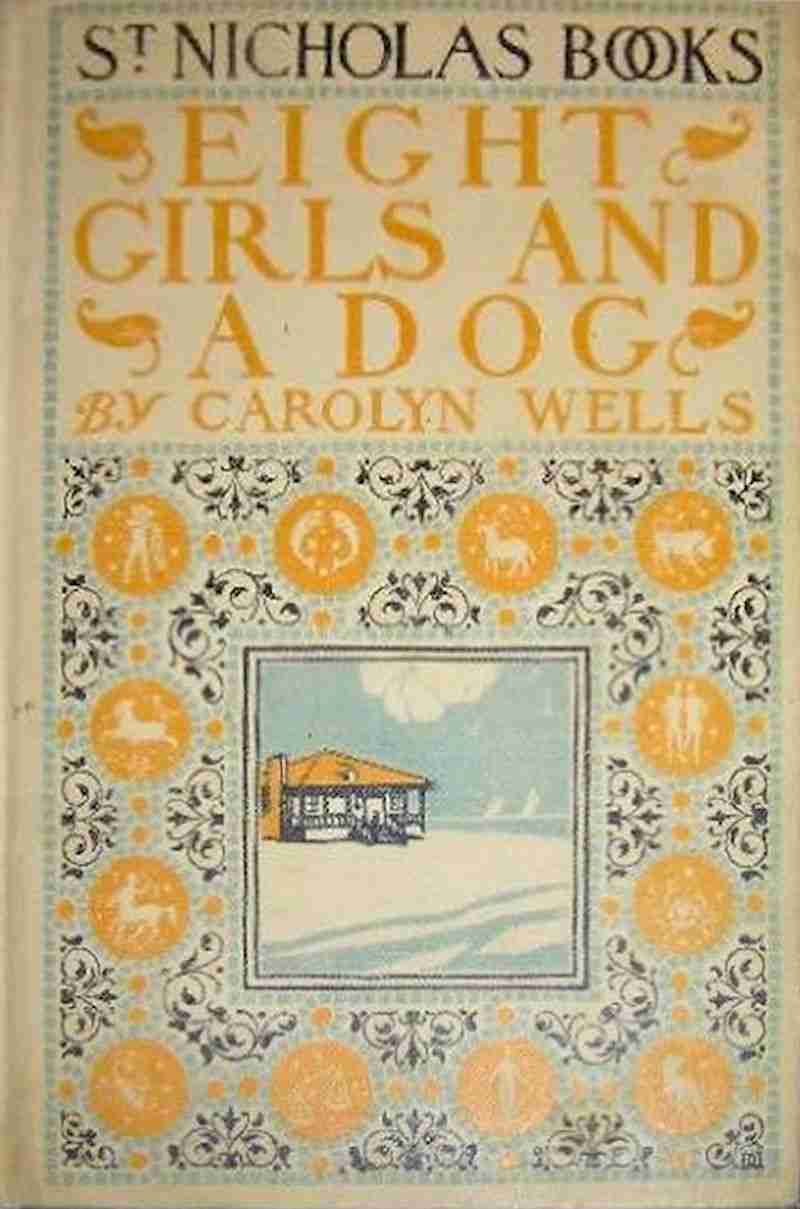 ST NICHOLAS BOOKS
EIGHT
GIRLS AND
A DOG
BY CAROLYN WELLS